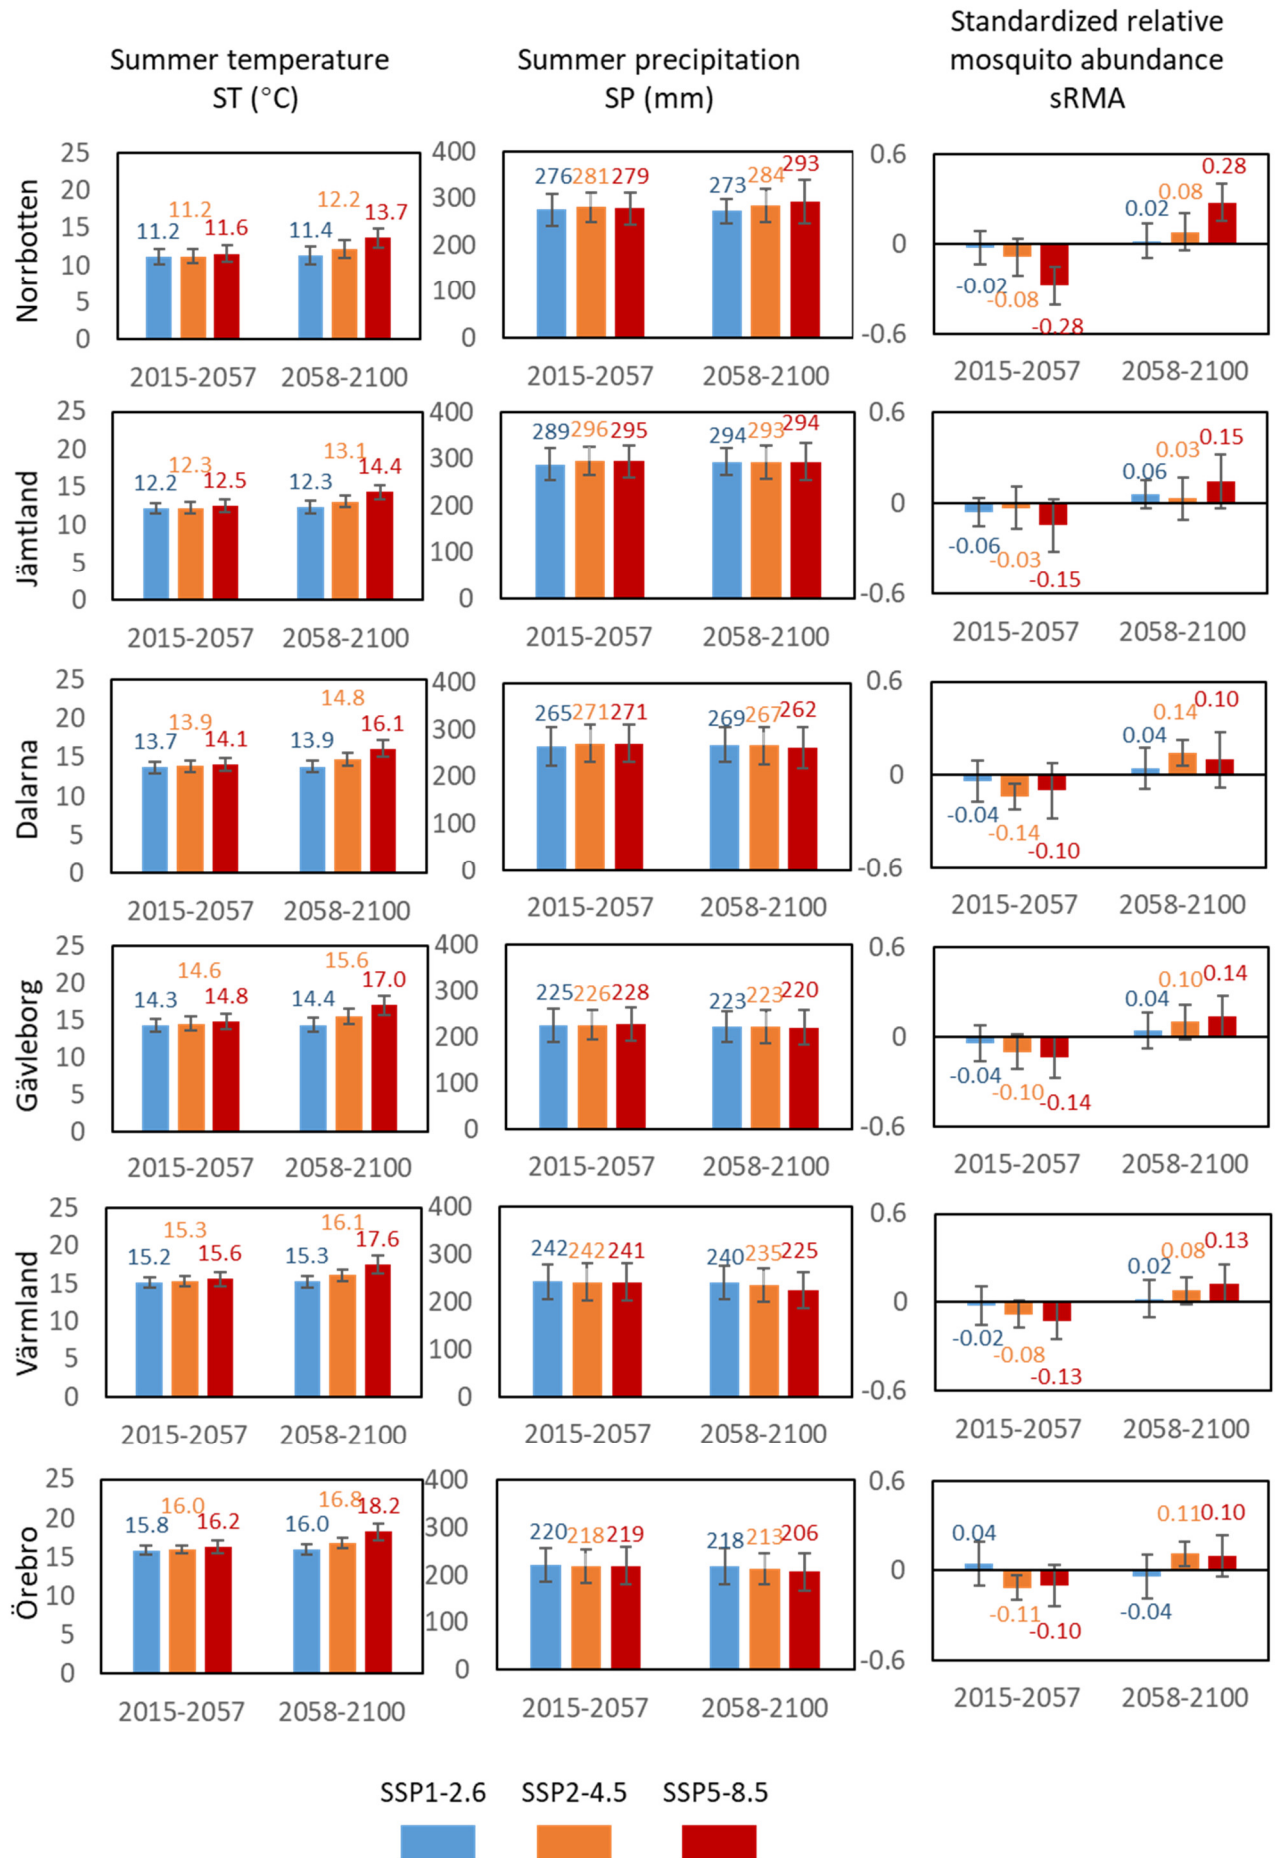 Standardized relative
Summer temperature Summer precipitation mosquito abundance
ST (°C) SP (mm) sRMA
Norrbotten
25 400 0.6
20 300 0
15 200 -0.6
10 100
5 0
0
11.2 11.2 11.6 11.4 12.2 13.7
276 281 279 273 284 293
-0.02 -0.08 -0.28 0.02 0.08 0.28
2015-2057 2058-2100 2015-2057 2058-2100 2015-2057 2058-2100
Jämtland
25 400 0.6
20 300 0
15 200 -0.6
10 100
5 0
0
12.2 12.3 12.5 12.3 13.1 14.4
289 296 295 294 293 294
-0.06 -0.03 -0.15 0.06 0.03 0.15
2015-2057 2058-2100 2015-2057 2058-2100 2015-2057 2058-2100
Dalarna
25 400 0.6
20 300 0
15 200 -0.6
10 100
5 0
0
13.7 13.9 14.1 13.9 14.8 16.1
265 271 271 269 267 262
-0.04 -0.14 -0.10 0.04 0.14 0.10
2015-2057 2058-2100 2015-2057 2058-2100 2015-2057 2058-2100
Gävleborg
25 400 0.6
20 300 0
15 200 -0.6
10 100
5 0
0
14.3 14.6 14.8 14.4 15.6 17.0
225 226 228 223 223 220
-0.04 -0.10 -0.14 0.04 0.10 0.14
2015-2057 2058-2100 2015-2057 2058-2100 2015-2057 2058-2100
Värmland
25 400 0.6
20 300 0
15 200 -0.6
10 100
5 0
0
15.2 15.3 15.6 15.3 16.1 17.6
242 242 241 240 235 225
-0.02 -0.08 -0.13 0.02 0.08 0.13
2015-2057 2058-2100 2015-2057 2058-2100 2015-2057 2058-2100
Örebro
25 400 0.6
20 300 0
15 200 -0.6
10 100
5 0
0
15.8 16.0 16.2 16.0 16.8 18.2
220 218 219 218 213 206
0.04 -0.11 -0.10 -0.04 0.11 0.10
2015-2057 2058-2100 2015-2057 2058-2100 2015-2057 2058-2100
SSP1-2.6 SSP2-4.5 SSP5-8.5